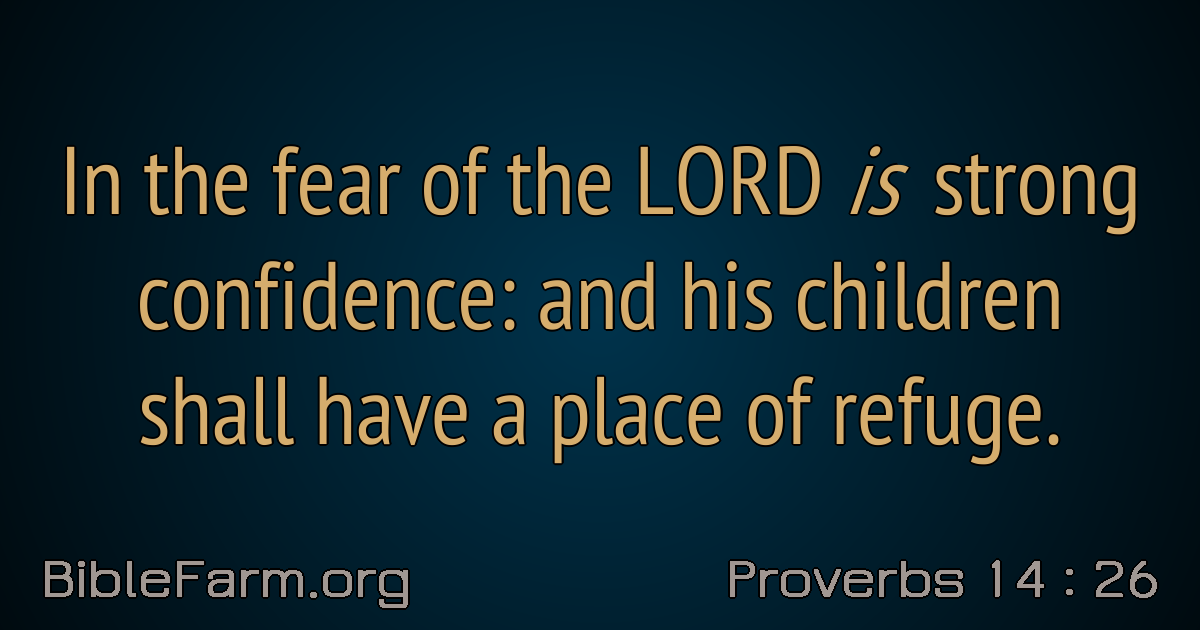 In the fear of the LORD is strong
confidence: and his children
shall have a place of refuge.
BibleFarm.org
Proverbs 14 : 26